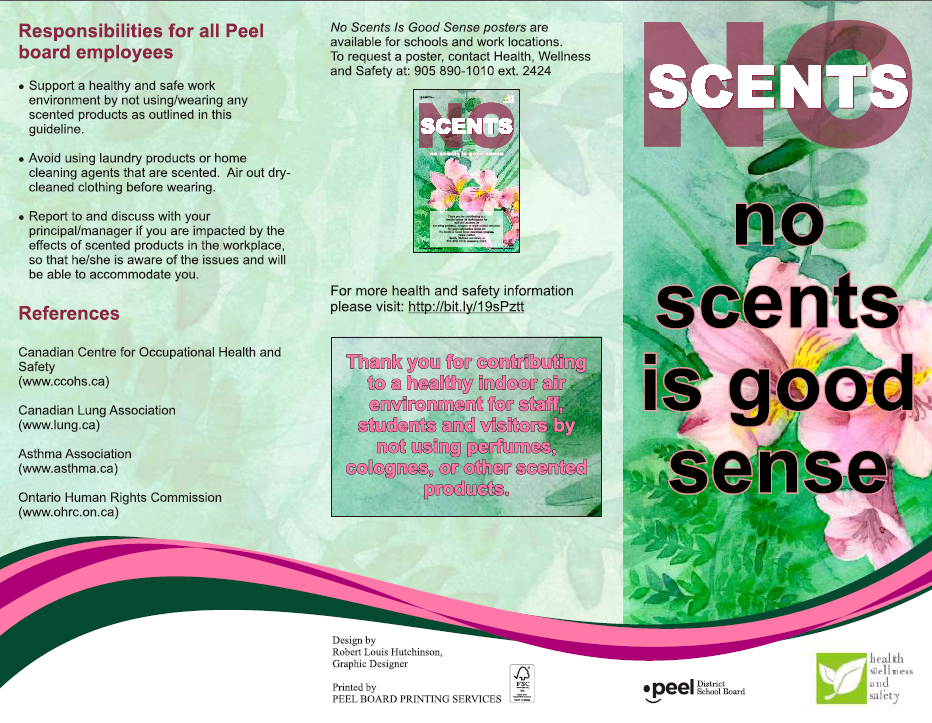 Responsibilities for all Peel
board employees
• Support a healthy and safe work
environment by not using/wearing any
scented products as outlined in this
guideline.
• Avoid using laundry products or home
cleaning agents that are scented.  Air out dry-
cleaned clothing before wearing.
• Report to and discuss with your
principal/manager if you are impacted by the
effects of scented products in the workplace,
so that he/she is aware of the issues and will
be able to accommodate you.
References
Canadian Centre for Occupational Health and
Safety
(www.ccohs.ca)
Canadian Lung Association
(www.lung.ca)
Asthma Association
(www.asthma.ca)
Ontario Human Rights Commission
(www.ohrc.on.ca)
No Scents Is Good Sense posters are
available for schools and work locations.
To request a poster, contact Health, Wellness
and Safety at: 905 890-1010 ext. 2424
NO
SCENTS
no scents is good sense
For more health and safety information
please visit: http://bit.ly/19sPztt
Thank you for contributing
to a healthy indoor air
environment for staff,
students and visitors by
not using perfumes,
colognes, or other scented
products.
Design by
Robert Louis Hutchinson,
Graphic Designer
Printed by
PEEL BOARD PRINTING SERVICES
FSC
NO
SCENTS
no
scents
is good
sense
peel District
School Board
health
wellness
and
safety